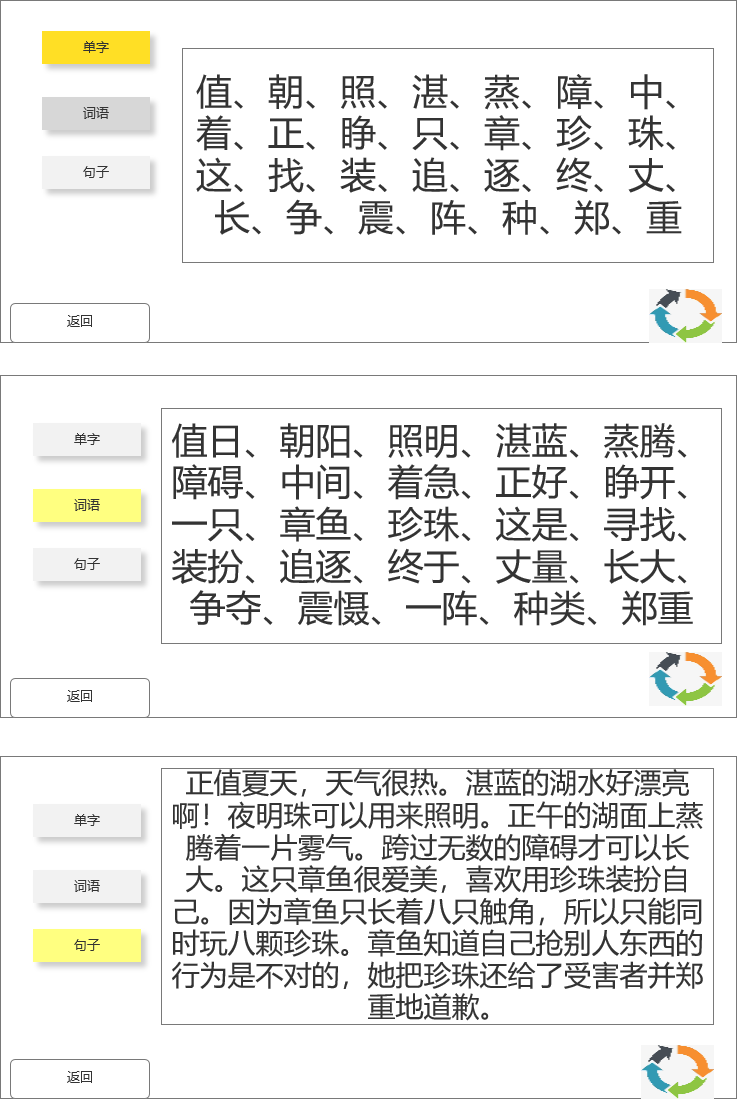 单字
词语
句子
值、朝、照、湛、蒸、障、中、
着、正、睁、只、章、珍、珠、
这、找、装、追、逐、终、丈、
长、争、震、阵、种、郑、重
返回
单字
词语
句子
值日、朝阳、照明、湛蓝、蒸腾、
障碍、中间、着急、正好、睁开、
一只、章鱼、珍珠、这是、寻找、
装扮、追逐、终于、丈量、长大、
争夺、震慑、一阵、种类、郑重
返回
单字
词语
句子
正值夏天，天气很热。湛蓝的湖水好漂亮
啊！夜明珠可以用来照明。正午的湖面上蒸
腾着一片雾气。跨过无数的障碍才可以长
大。这只章鱼很爱美，喜欢用珍珠装扮自
己。因为章鱼只长着八只触角，所以只能同
时玩八颗珍珠。章鱼知道自己抢别人东西的
行为是不对的，她把珍珠还给了受害者并郑
重地道歉。
返回